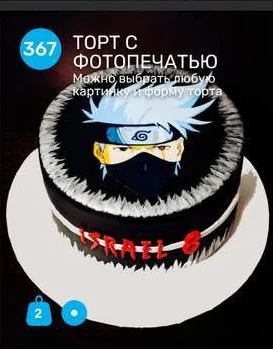 367
ТОРТ С
ФОТОПЕЧАТЬЮ
Можно выбрать любую
картинку и форму торта
ISRAIL 8
2